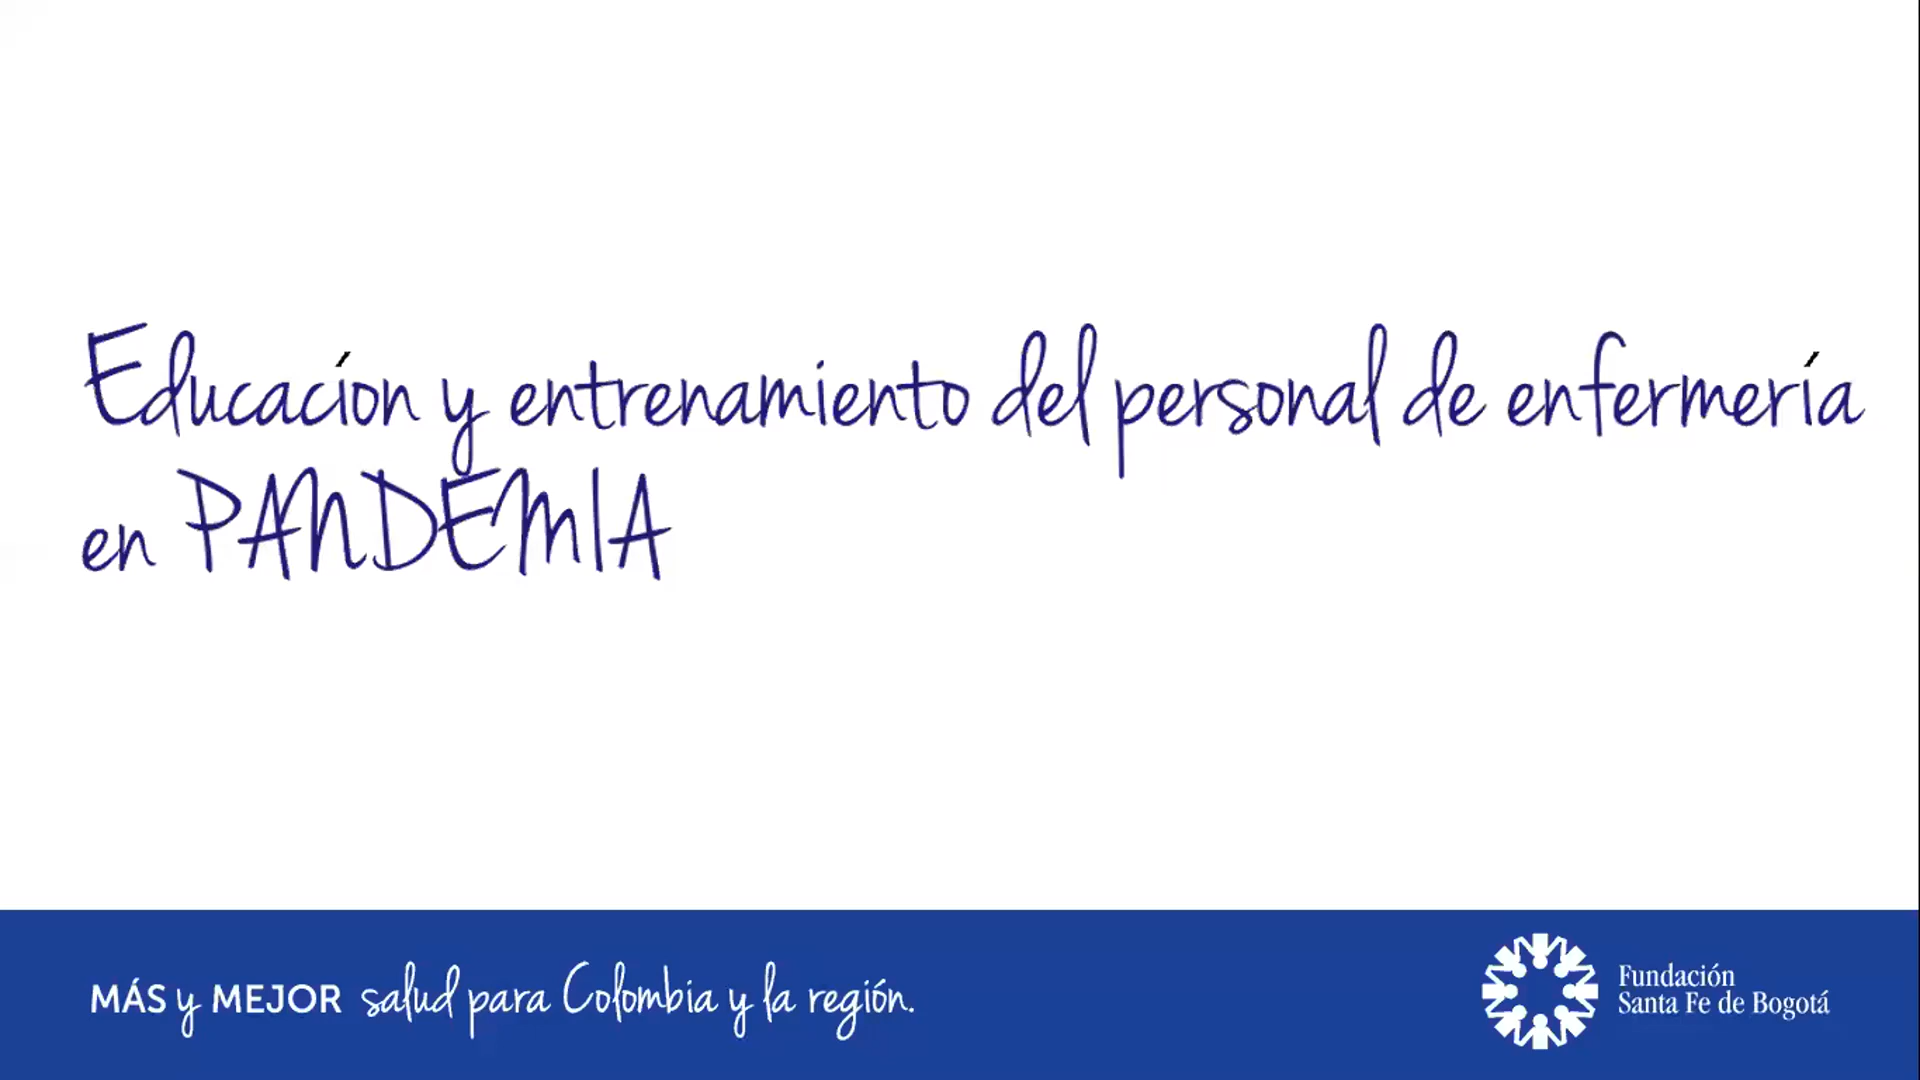 Educacíon y entrenamiento del personal de enfermería
en PANDEMIA
MÁS y MEJOR salud para Colombia y la región.
Fundación
Santa Fe de Bogotá